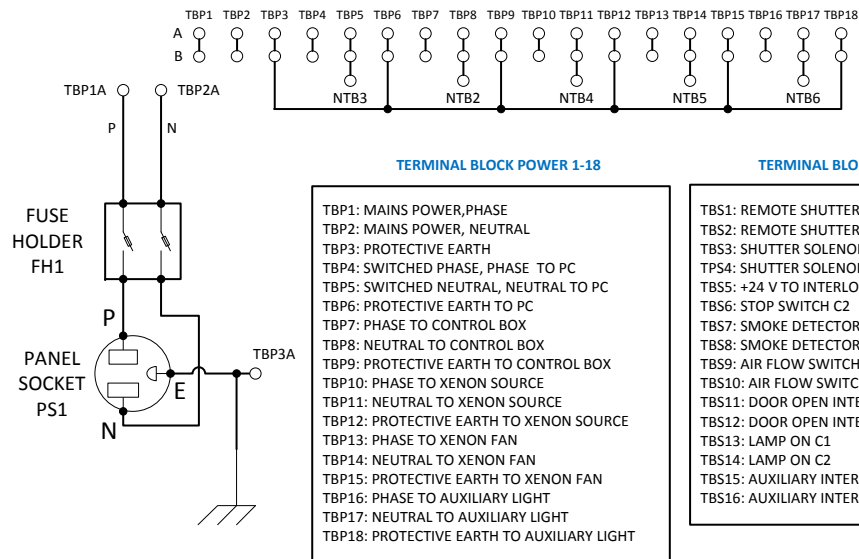 TBP1 TBP2 TBP3 TBP4 TBP5 TBP6 TBP7 TBP8 TBP9 TBP10 TBP11 TBP12 TBP13 TBP14 TBP15 TBP16 TBP17 TBP18
A
B
NTB3 NTB2 NTB4 NTB5 NTB6
TBP1A TBP2A
P N
FUSE
HOLDER
FH1
P
PANEL
SOCKET
PS1
E
N
TBP3A
TERMINAL BLOCK POWER 1-18
TBP1: MAINS POWER,PHASE
TBP2: MAINS POWER, NEUTRAL
TBP3: PROTECTIVE EARTH
TBP4: SWITCHED PHASE, PHASE TO PC
TBP5: SWITCHED NEUTRAL, NEUTRAL TO PC
TBP6: PROTECTIVE EARTH TO PC
TBP7: PHASE TO CONTROL BOX
TBP8: NEUTRAL TO CONTROL BOX
TBP9: PROTECTIVE EARTH TO CONTROL BOX
TBP10: PHASE TO XENON SOURCE
TBP11: NEUTRAL TO XENON SOURCE
TBP12: PROTECTIVE EARTH TO XENON SOURCE
TBP13: PHASE TO XENON FAN
TBP14: NEUTRAL TO XENON FAN
TBP15: PROTECTIVE EARTH TO XENON FAN
TBP16: PHASE TO AUXILIARY LIGHT
TBP17: NEUTRAL TO AUXILIARY LIGHT
TBP18: PROTECTIVE EARTH TO AUXILIARY LIGHT
TERMINAL BLO
TBS1: REMOTE SHUTTER
TBS2: REMOTE SHUTTER
TBS3: SHUTTER SOLENO
TPS4: SHUTTER SOLENO
TBS5: +24 V TO INTERLO
TBS6: STOP SWITCH C2
TBS7: SMOKE DETECTOR
TBS8: SMOKE DETECTOR
TBS9: AIR FLOW SWITCH
TBS10: AIR FLOW SWITC
TBS11: DOOR OPEN INTE
TBS12: DOOR OPEN INTE
TBS13: LAMP ON C1
TBS14: LAMP ON C2
TBS15: AUXILIARY INTER
TBS16: AUXILIARY INTER